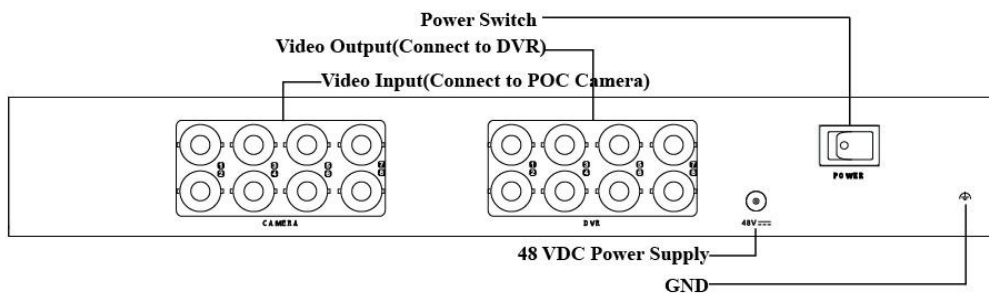 Power Switch
Video Output(Connect to DVR)
Video Input(Connect to POC Camera)
1 3 5 7
2 4 6 8
1 3 5 7
2 4 6 8
POWER
CAMERA
DVR
48V
48 VDC Power Supply
GND